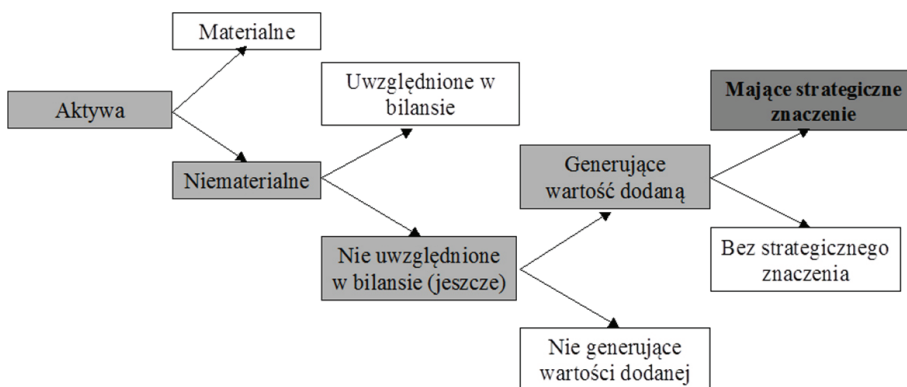 Materialne
Aktywa
Niematerialne
Uwzględnione w
bilansie
Nie uwzględnione
w bilansie (jeszcze)
Generujące
wartość dodaną
Nie generujące
wartości dodanej
Mające strategiczne
znaczenie
Bez strategicznego
znaczenia